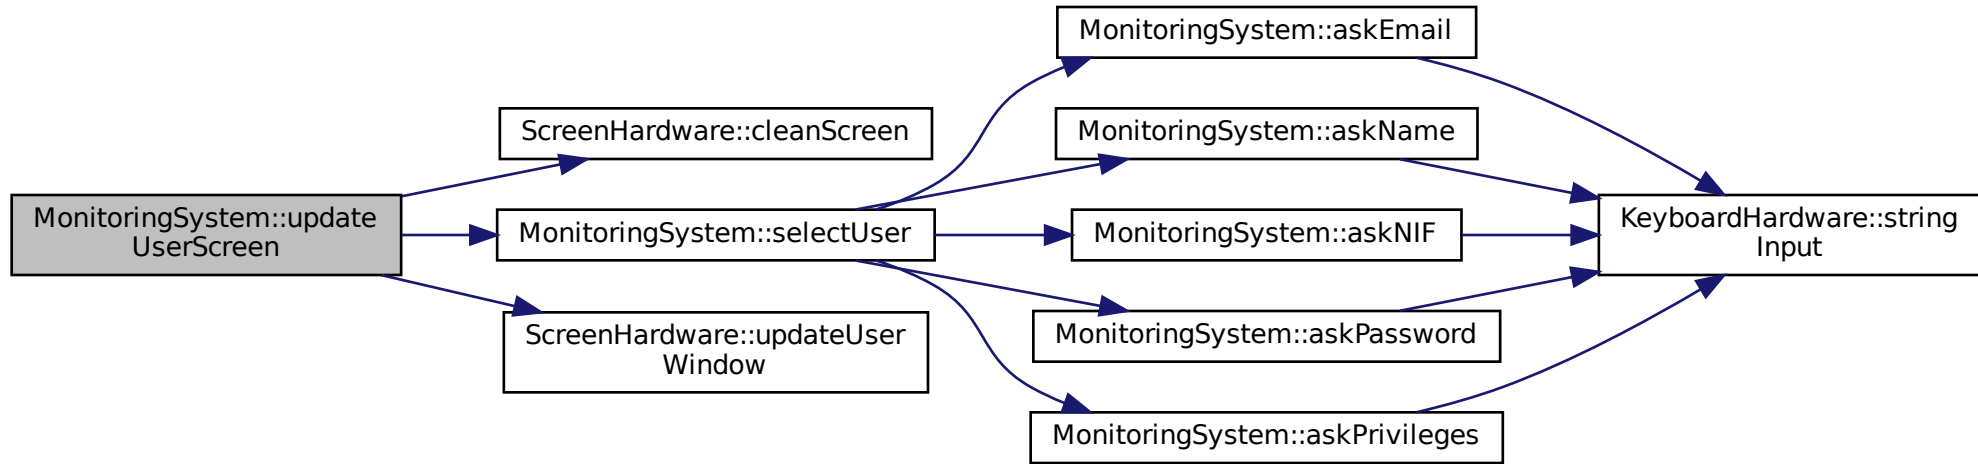 MonitoringSystem::update
UserScreen
ScreenHardware::cleanScreen
MonitoringSystem::selectUser
ScreenHardware::updateUser
Window
MonitoringSystem::askEmail
MonitoringSystem::askName
MonitoringSystem::askNIF
MonitoringSystem::askPassword
MonitoringSystem::askPrivileges
KeyboardHardware::string
Input